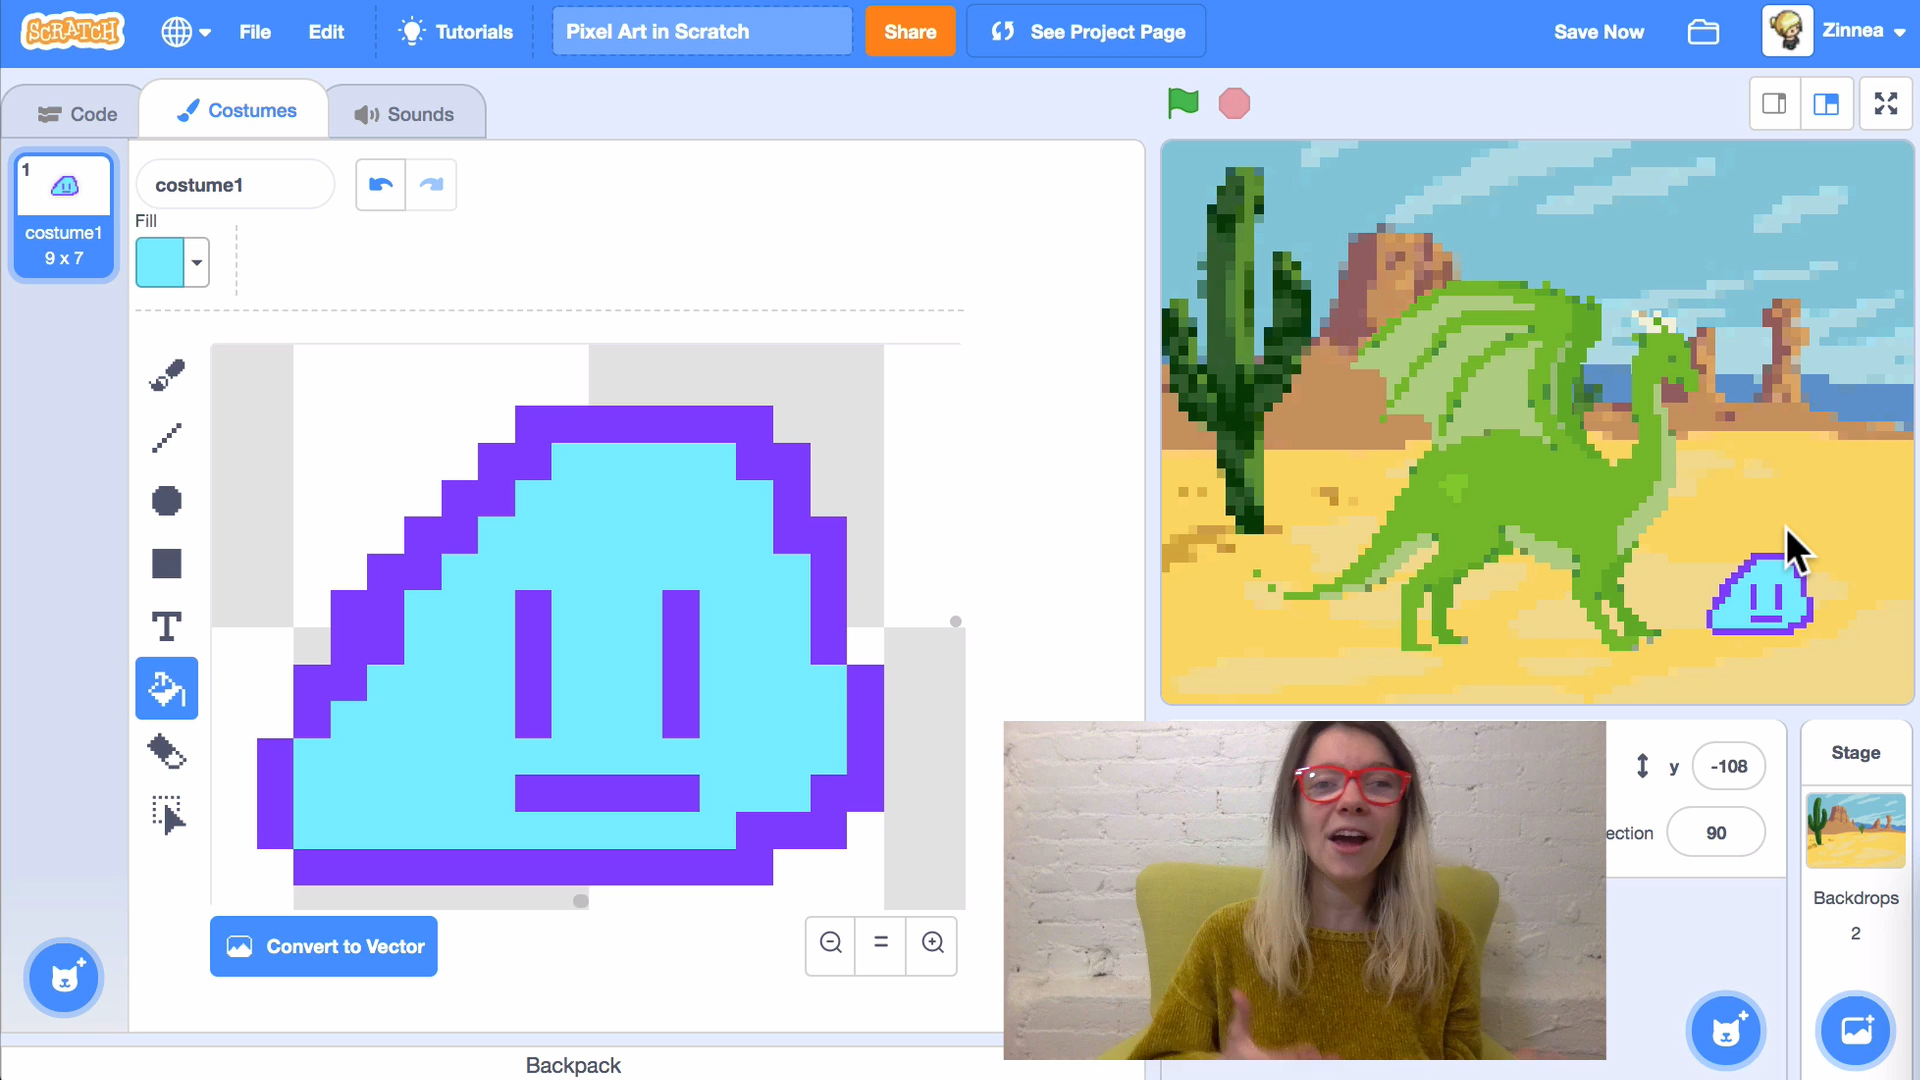 SCRATCH
File
Edit
Tutorials
Pixel Art in Scratch
Share
See Project Page
Save Now
Zinnea
Code
Costumes
Sounds
1
costume1
9 x 7
costume1
Fill
T
Convert to Vector
=
Backpack
y
-108
ection
90
Stage
Backdrops
2